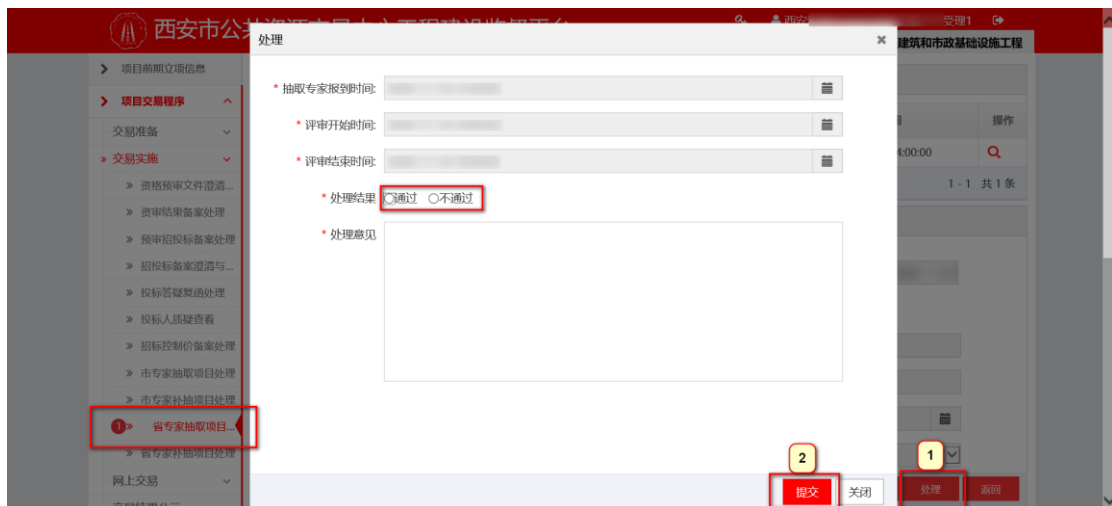 西安市公共资源交易中心工程建设监督平台
西安
受理1
建筑和市政基础设施工程
处理
×
项目前期立项信息
项目交易程序
交易准备
交易实施
资格预审文件澄清...
资审结果备案处理
预审招投标备案处理
招投标备案澄清与...
投标答疑复函处理
投标人质疑查看
招标控制价备案处理
市专家抽取项目处理
市专家补抽项目处理
1 省专家抽取项目...
省专家补抽项目处理
网上交易
* 抽取专家报到时间:
* 评审开始时间:
* 评审结束时间:
* 处理结果 通过 不通过
* 处理意见
操作
4:00:00
1 - 1 共 1 条
2
1
提交
关闭
处理
返回